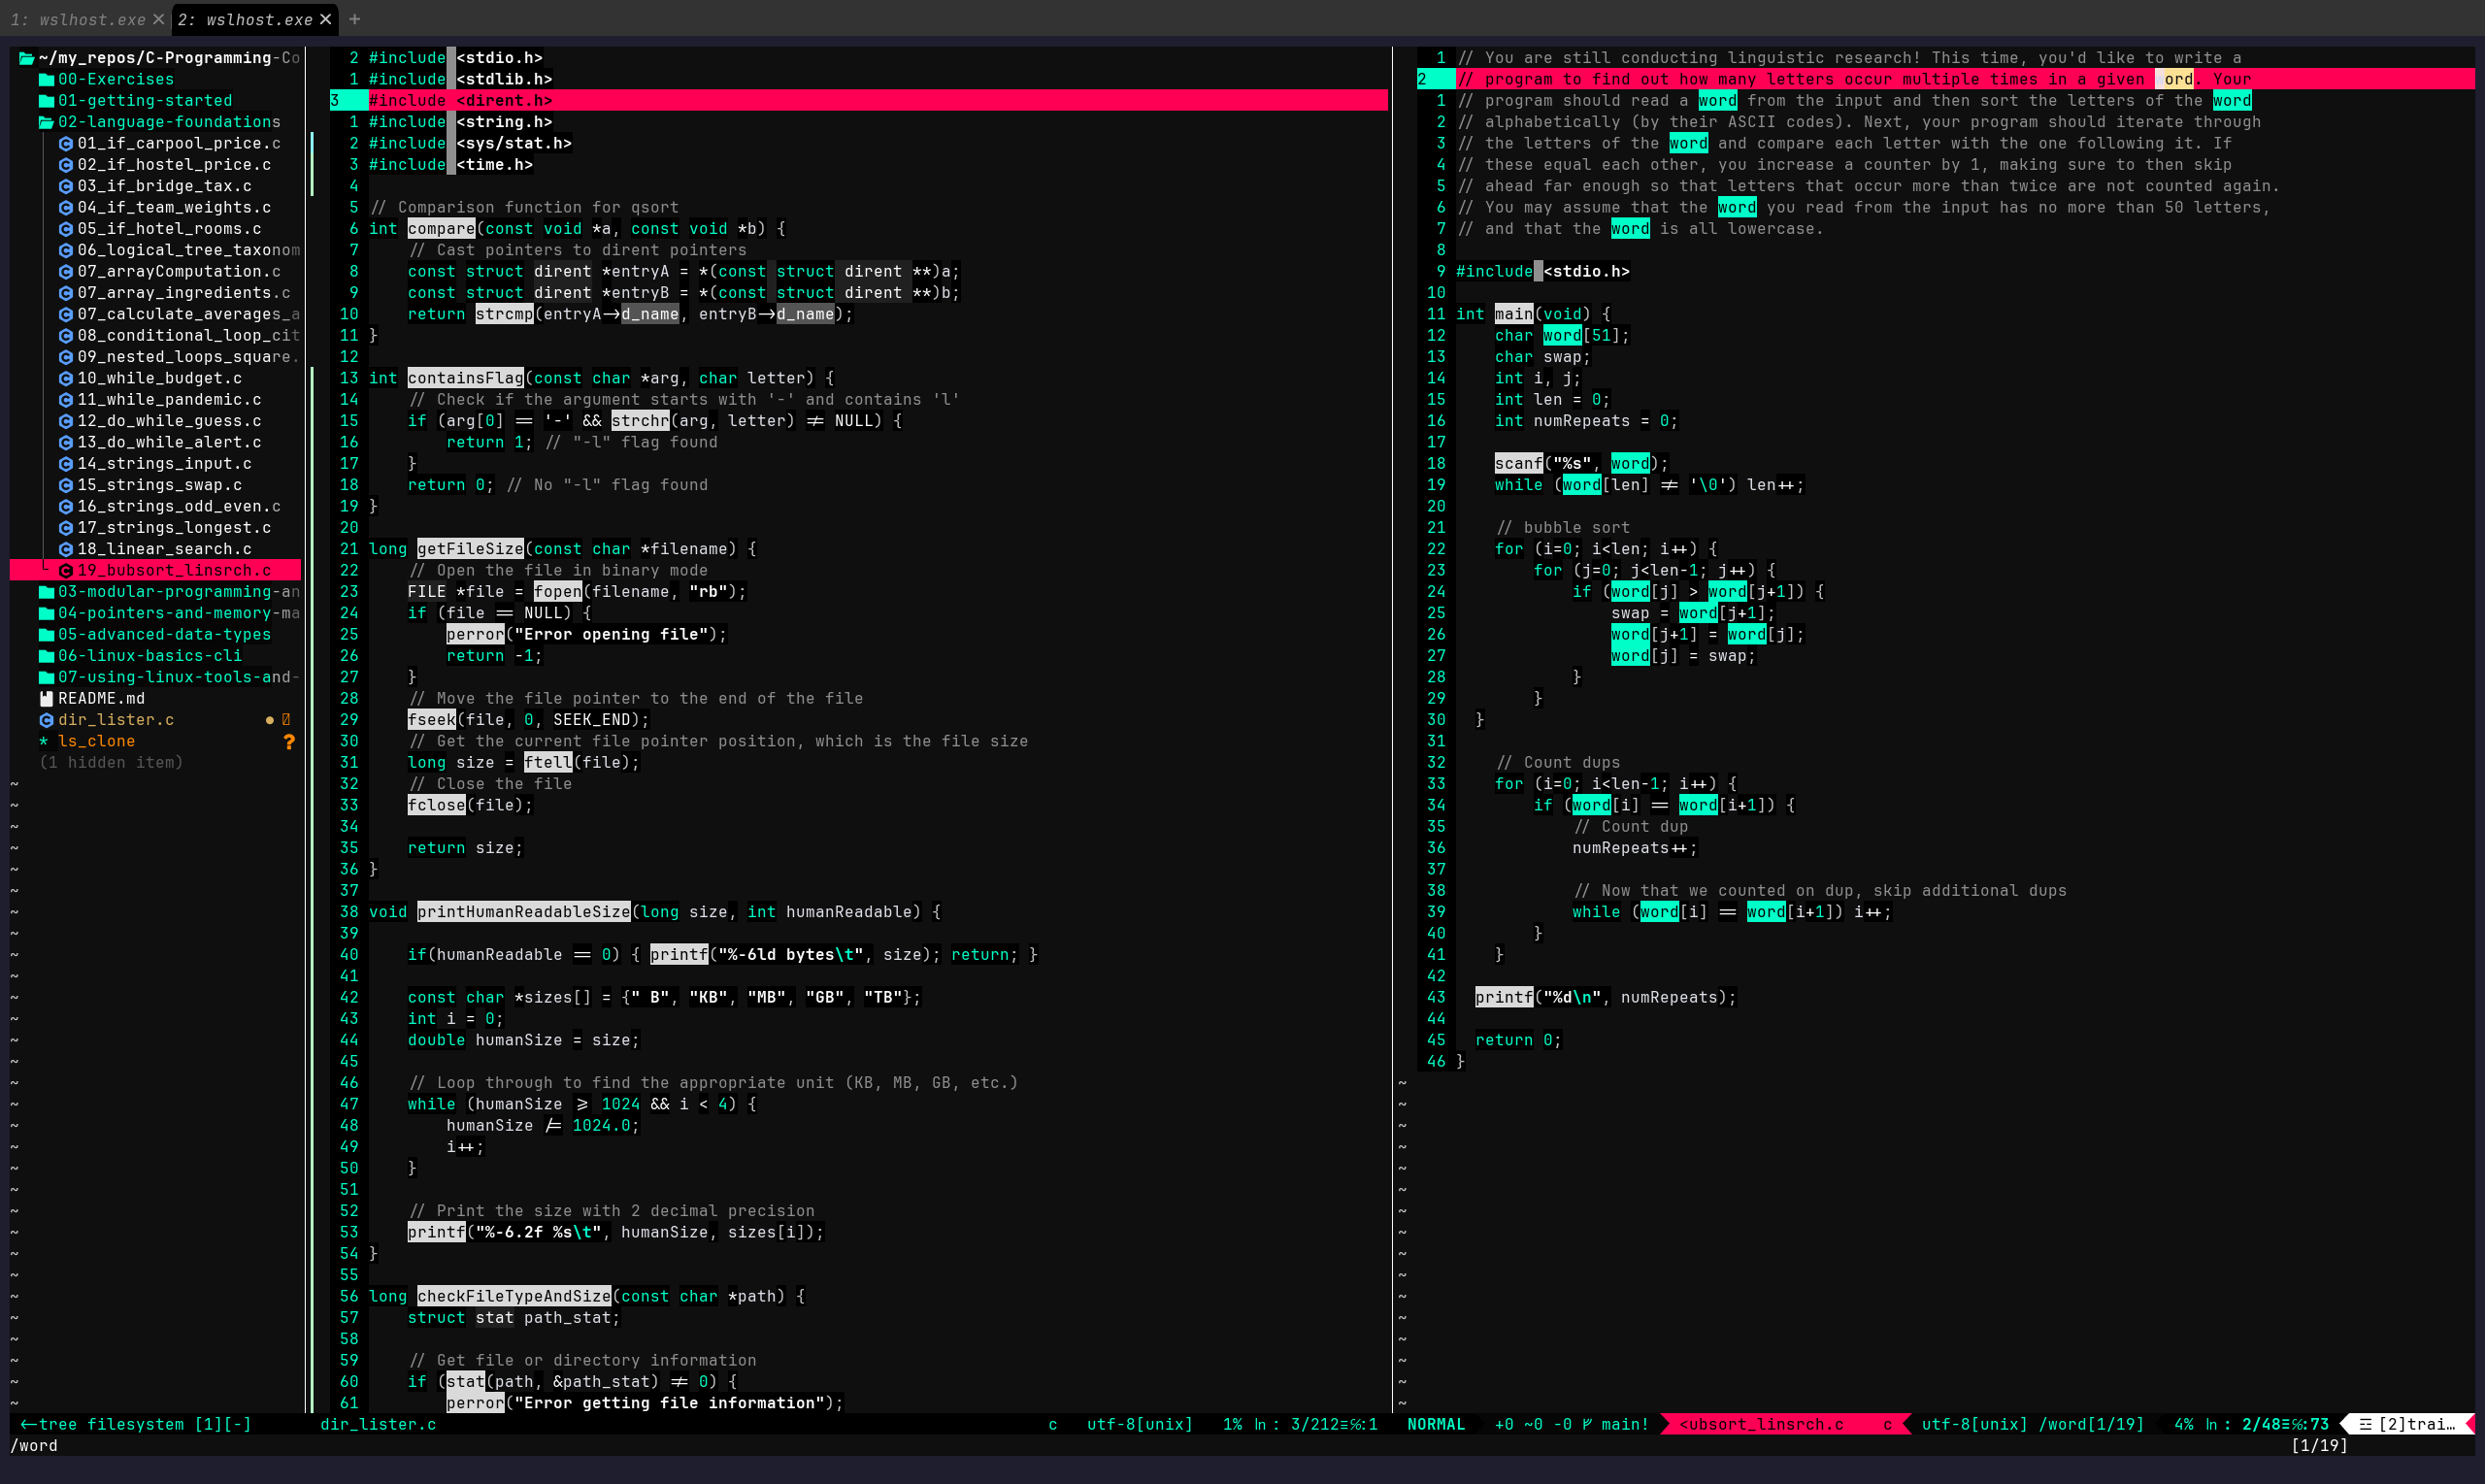 1: wslhost.exe ✕ 2: wslhost.exe ✕ +
~/my_repos/C-Programming-Co
00-Exercises
01-getting-started
02-language-foundations
01_if_carpool_price.c
02_if_hostel_price.c
03_if_bridge_tax.c
04_if_team_weights.c
05_if_hotel_rooms.c
06_logical_tree_taxonom
07_arrayComputation.c
07_array_ingredients.c
07_calculate_averages_a
08_conditional_loop_cit
09_nested_loops_square.
10_while_budget.c
11_while_pandemic.c
12_do_while_guess.c
13_do_while_alert.c
14_strings_input.c
15_strings_swap.c
16_strings_odd_even.c
17_strings_longest.c
18_linear_search.c
19_bubsort_linsrch.c
03-modular-programming-an
04-pointers-and-memory-ma
05-advanced-data-types
06-linux-basics-cli
07-using-linux-tools-and-
README.md
dir_lister.c
* ls_clone ?
(1 hidden item)
2 #include <stdio.h>
1 #include <stdlib.h>
3 #include <dirent.h>
1 #include <string.h>
2 #include <sys/stat.h>
3 #include <time.h>
4
5 // Comparison function for qsort
6 int compare(const void *a, const void *b) {
7     // Cast pointers to dirent pointers
8     const struct dirent *entryA = *(const struct dirent **)a;
9     const struct dirent *entryB = *(const struct dirent **)b;
10     return strcmp(entryA->d_name, entryB->d_name);
11 }
12
13 int containsFlag(const char *arg, char letter) {
14     // Check if the argument starts with '-' and contains 'l'
15     if (arg[0] == '-' && strchr(arg, letter) != NULL) {
16         return 1; // "-l" flag found
17     }
18     return 0; // No "-l" flag found
19 }
20
21 long getFileSize(const char *filename) {
22     // Open the file in binary mode
23     FILE *file = fopen(filename, "rb");
24     if (file == NULL) {
25         perror("Error opening file");
26         return -1;
27     }
28     // Move the file pointer to the end of the file
29     fseek(file, 0, SEEK_END);
30     // Get the current file pointer position, which is the file size
31     long size = ftell(file);
32     // Close the file
33     fclose(file);
34
35     return size;
36 }
37
38 void printHumanReadableSize(long size, int humanReadable) {
39
40     if(humanReadable == 0) { printf("%-6ld bytes\t", size); return; }
41
42     const char *sizes[] = {" B", "KB", "MB", "GB", "TB"};
43     int i = 0;
44     double humanSize = size;
45
46     // Loop through to find the appropriate unit (KB, MB, GB, etc.)
47     while (humanSize >= 1024 && i < 4) {
48         humanSize /= 1024.0;
49         i++;
50     }
51
52     // Print the size with 2 decimal precision
53     printf("%-6.2f %s\t", humanSize, sizes[i]);
54 }
55
56 long checkFileTypeAndSize(const char *path) {
57     struct stat path_stat;
58
59     // Get file or directory information
60     if (stat(path, &path_stat) != 0) {
61         perror("Error getting file information");
1 // You are still conducting linguistic research! This time, you'd like to write a
2 // program to find out how many letters occur multiple times in a given word. Your
1 // program should read a word from the input and then sort the letters of the word
2 // alphabetically (by their ASCII codes). Next, your program should iterate through
3 // the letters of the word and compare each letter with the one following it. If
4 // these equal each other, you increase a counter by 1, making sure to then skip
5 // ahead far enough so that letters that occur more than twice are not counted again.
6 // You may assume that the word you read from the input has no more than 50 letters,
7 // and that the word is all lowercase.
8
9 #include <stdio.h>
10
11 int main(void) {
12     char word[51];
13     char swap;
14     int i, j;
15     int len = 0;
16     int numRepeats = 0;
17
18     scanf("%s", word);
19     while (word[len] != '\0') len++;
20
21     // bubble sort
22     for (i=0; i<len; i++) {
23         for (j=0; j<len-1; j++) {
24             if (word[j] > word[j+1]) {
25                 swap = word[j+1];
26                 word[j+1] = word[j];
27                 word[j] = swap;
28             }
29         }
30   }
31
32     // Count dups
33     for (i=0; i<len-1; i++) {
34         if (word[i] == word[i+1]) {
35             // Count dup
36             numRepeats++;
37
38             // Now that we counted on dup, skip additional dups
39             while (word[i] == word[i+1]) i++;
40         }
41     }
42
43   printf("%d\n", numRepeats);
44
45   return 0;
46 }
<-tree filesystem [1][-] dir_lister.c c utf-8[unix] 1% ln: 3/212≡%:1 NORMAL +0 ~0 -0 main! <ubsort_linsrch.c c utf-8[unix] /word[1/19] 4% ln: 2/48≡%:73 ☲ [2]trai…
/word [1/19]